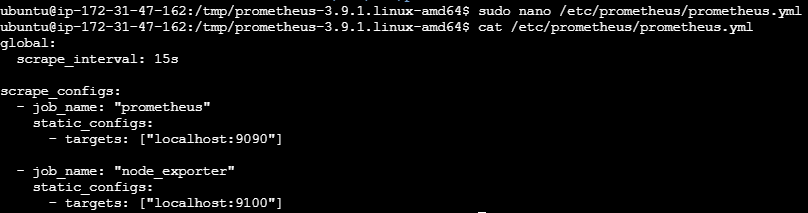 ubuntu@ip-172-31-47-162:/tmp/prometheus-3.9.1.linux-amd64$ sudo nano /etc/prometheus/prometheus.yml
ubuntu@ip-172-31-47-162:/tmp/prometheus-3.9.1.linux-amd64$ cat /etc/prometheus/prometheus.yml
global:
  scrape_interval: 15s

scrape_configs:
  - job_name: "prometheus"
    static_configs:
      - targets: ["localhost:9090"]

  - job_name: "node_exporter"
    static_configs:
      - targets: ["localhost:9100"]